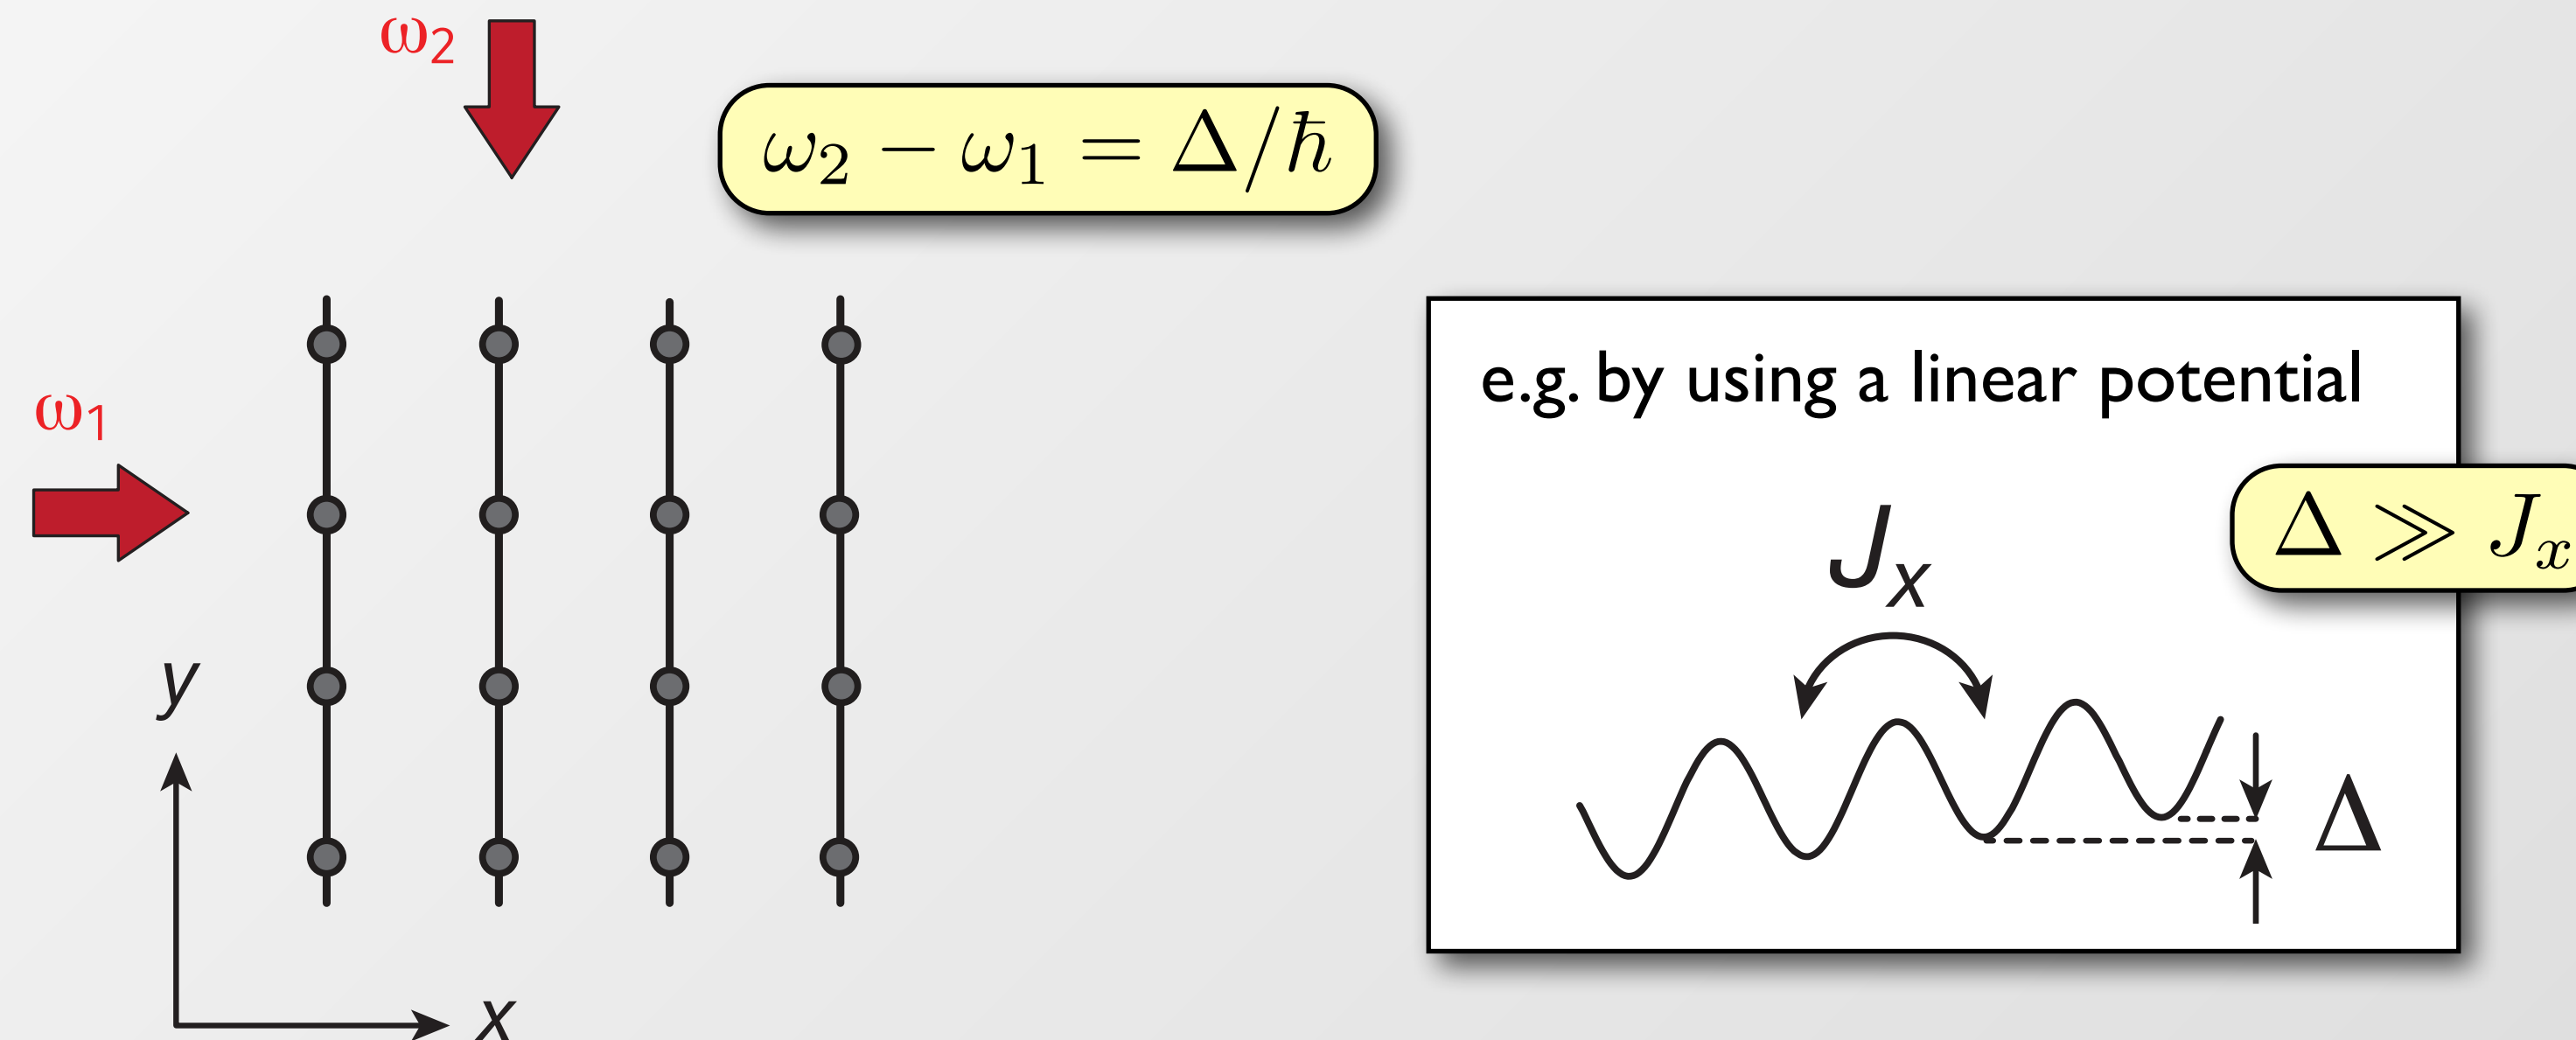 ω₂
ω₂ − ω₁ = Δ/ħ
ω₁
e.g. by using a linear potential
Jₓ
Δ ≫ Jₓ
y
Δ
x